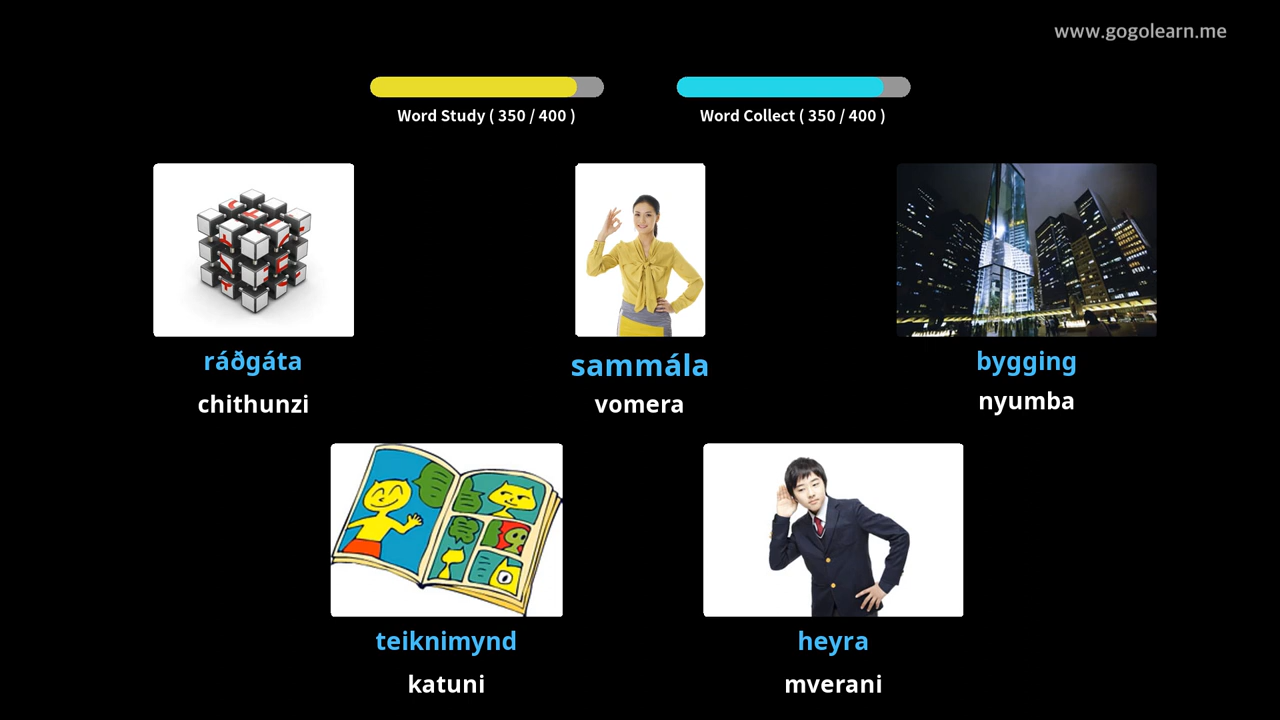 www.gogolearn.me
Word Study ( 350 / 400 )
Word Collect ( 350 / 400 )
ráðgáta
chithunzi
sammála
vomera
bygging
nyumba
teiknimynd
katuni
heyra
mverani